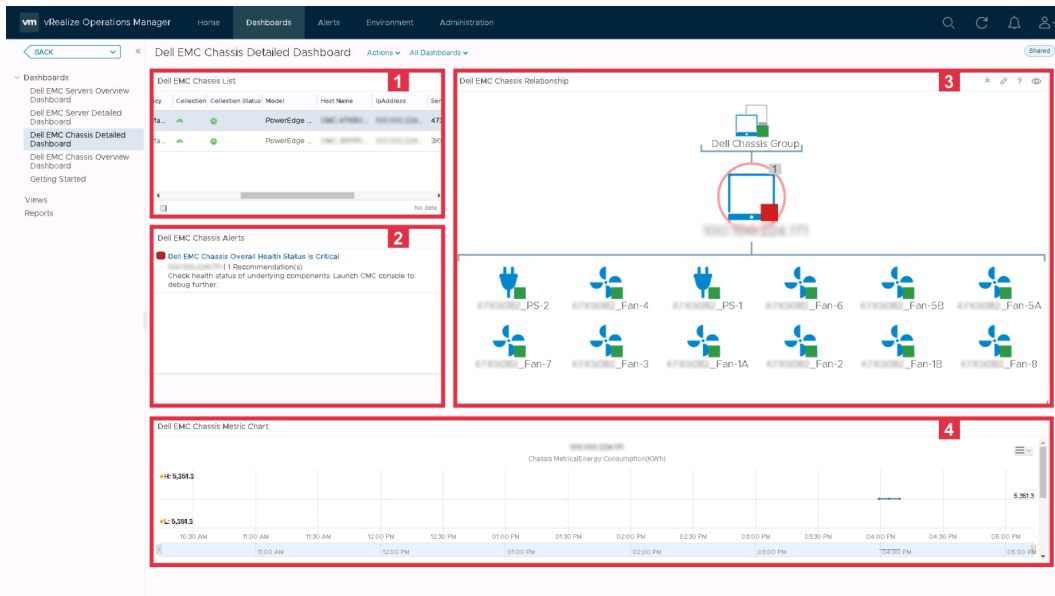 vm vRealize Operations Manager Home Dashboards Alerts Environment Administration
BACK
Dell EMC Chassis Detailed Dashboard Actions All Dashboards Shared
Dashboards
Dell EMC Servers Overview
Dashboard
Dell EMC Server Detailed
Dashboard
Dell EMC Chassis Detailed
Dashboard
Dell EMC Chassis Overview
Dashboard
Getting Started
Views
Reports
Dell EMC Chassis List 1
cy Collection Collection Status Model Host Name IpAddress Ser
fa... PowerEdge ... 47
a... PowerEdge ... 3K
No data
Dell EMC Chassis Alerts 2
Dell EMC Chassis Overall Health Status is Critical
| 1 Recommendation(s)
Check health status of underlying components. Launch CMC console to
debug further.
Dell EMC Chassis Relationship 3
Dell Chassis Group
1
_PS-2 _Fan-4 _PS-1 _Fan-6 _Fan-5B _Fan-5A
_Fan-7 _Fan-3 _Fan-1A _Fan-2 _Fan-1B _Fan-8
Dell EMC Chassis Metric Chart 4
Chassis Metrics|Energy Consumption(KWh)
H: 5,351.3
5,351.3
L: 5,351.3
10:30 AM 11:00 AM 11:30 AM 12:00 PM 12:30 PM 01:00 PM 01:30 PM 02:00 PM 02:30 PM 03:00 PM 03:30 PM 04:00 PM 04:30 PM 05:00 PM
11:00 AM 12:00 PM 01:00 PM 02:00 PM 03:00 PM 04:00 PM 05:00 PM